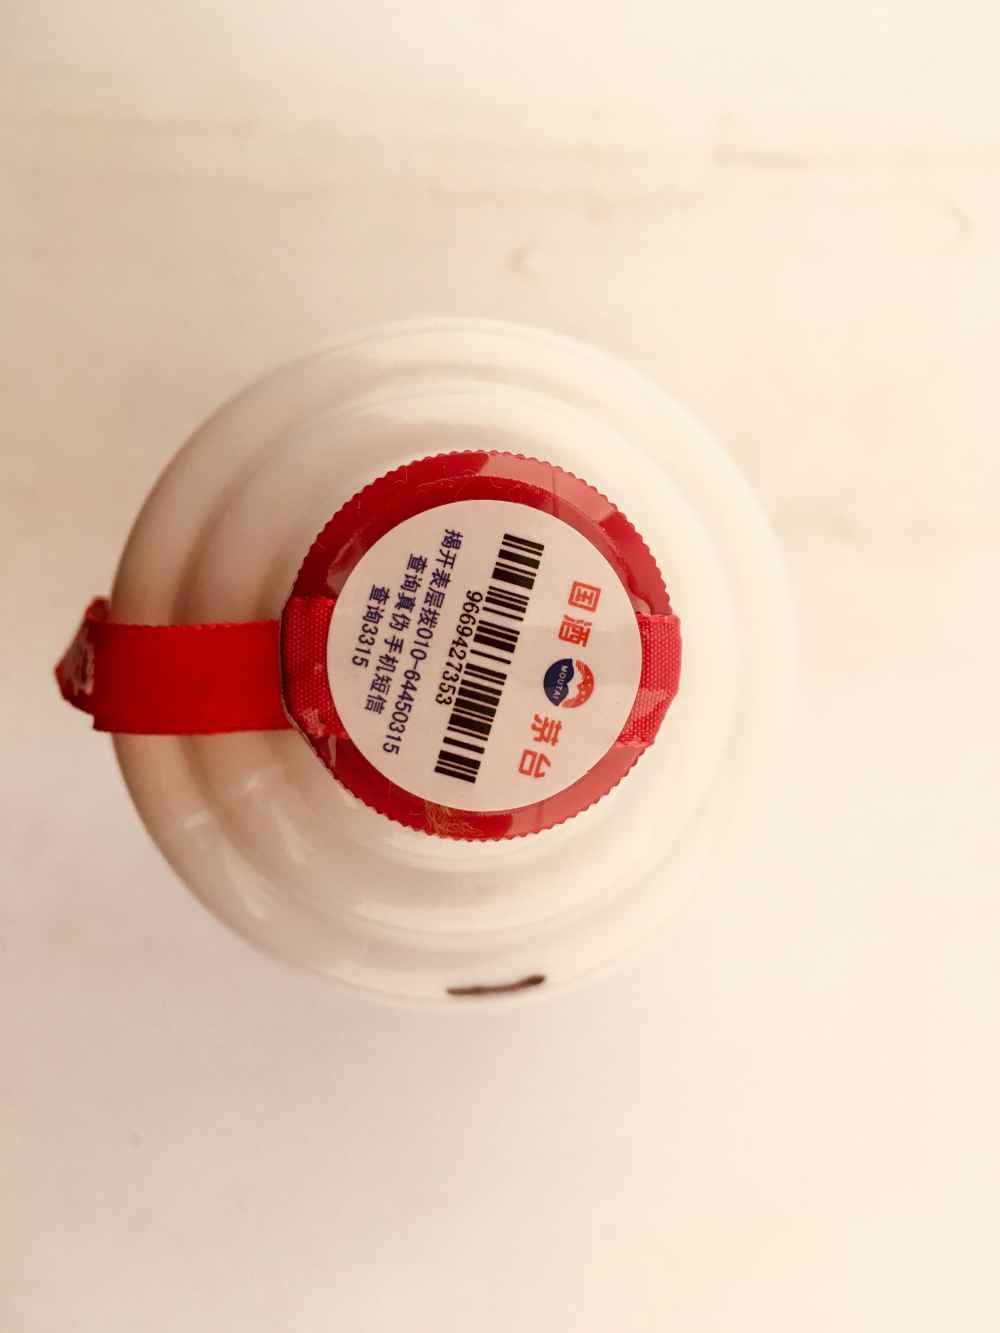 国酒 MOUTAI 茅台
9669427353
揭开表层拨010-64450315
查询真伪 手机短信
查询3315